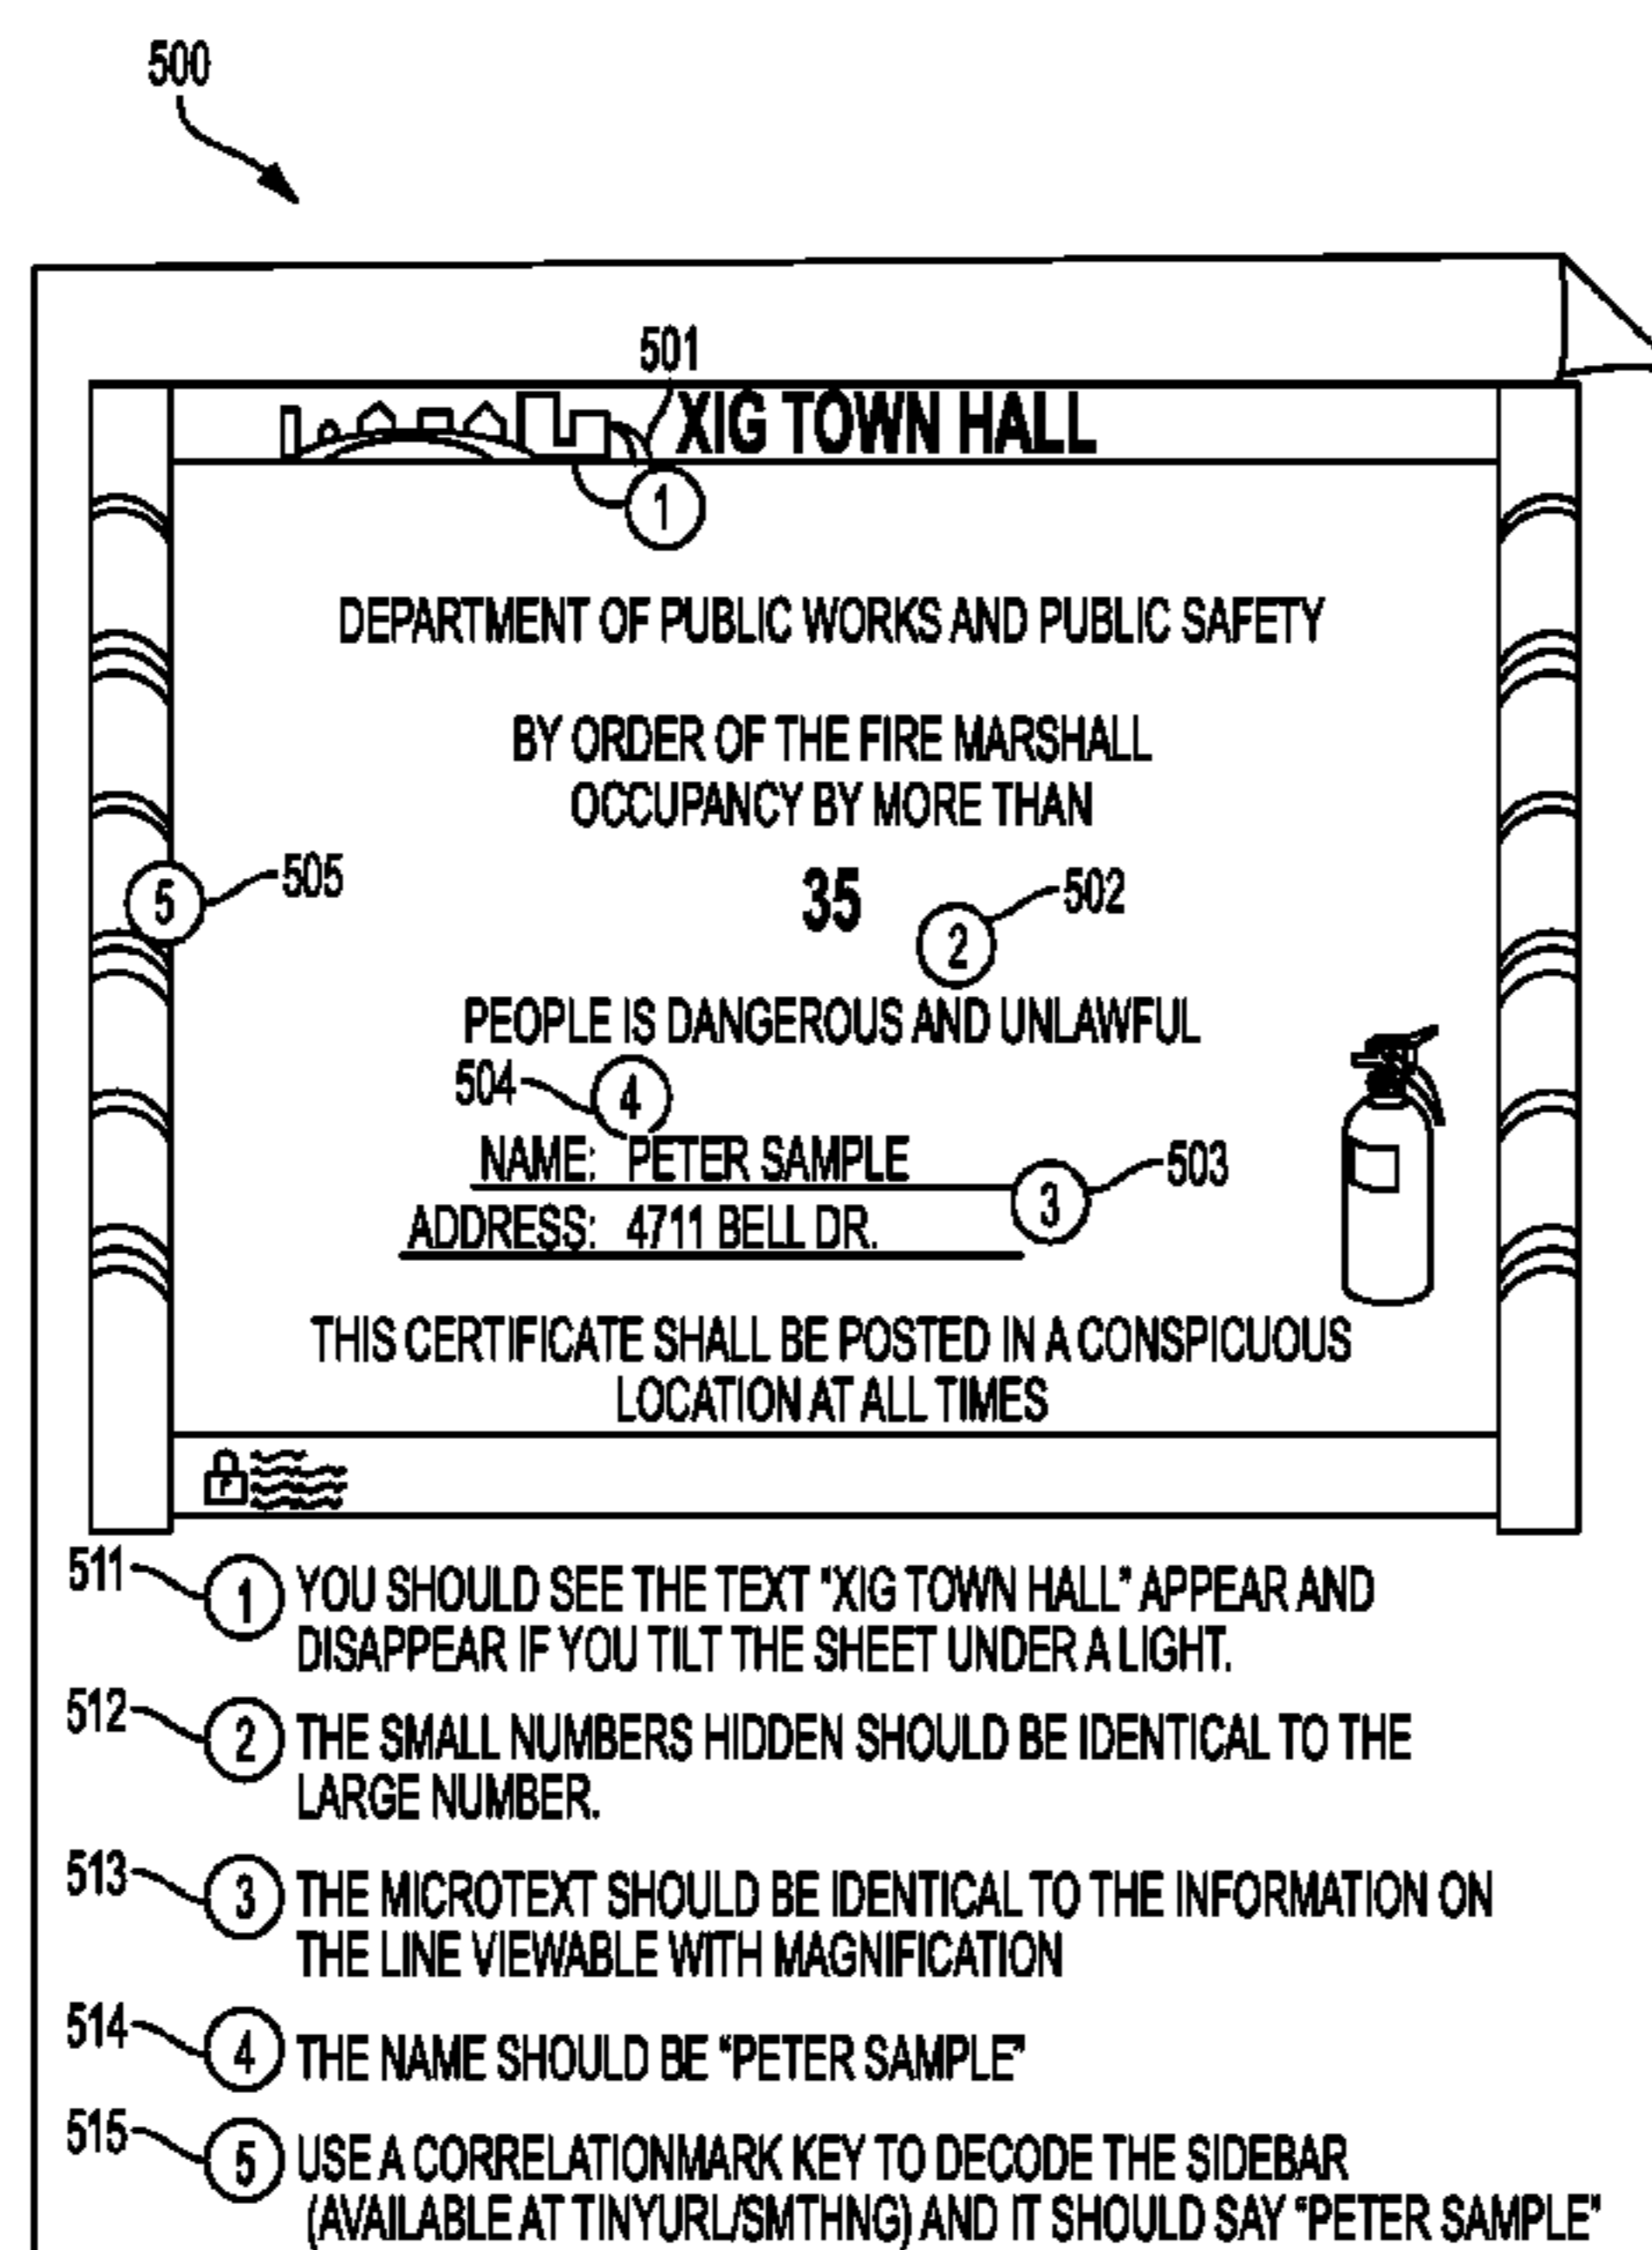 500
501
XIG TOWN HALL
1
DEPARTMENT OF PUBLIC WORKS AND PUBLIC SAFETY
BY ORDER OF THE FIRE MARSHALL
OCCUPANCY BY MORE THAN
5 505
35
2 502
PEOPLE IS DANGEROUS AND UNLAWFUL
504 4
NAME: PETER SAMPLE
3 503
ADDRESS: 4711 BELL DR.
THIS CERTIFICATE SHALL BE POSTED IN A CONSPICUOUS
LOCATION AT ALL TIMES
511 1 YOU SHOULD SEE THE TEXT "XIG TOWN HALL" APPEAR AND
DISAPPEAR IF YOU TILT THE SHEET UNDER A LIGHT.
512 2 THE SMALL NUMBERS HIDDEN SHOULD BE IDENTICAL TO THE
LARGE NUMBER.
513 3 THE MICROTEXT SHOULD BE IDENTICAL TO THE INFORMATION ON
THE LINE VIEWABLE WITH MAGNIFICATION
514 4 THE NAME SHOULD BE "PETER SAMPLE"
515 5 USE A CORRELATIONMARK KEY TO DECODE THE SIDEBAR
(AVAILABLE AT TINYURL/SMTHNG) AND IT SHOULD SAY "PETER SAMPLE"